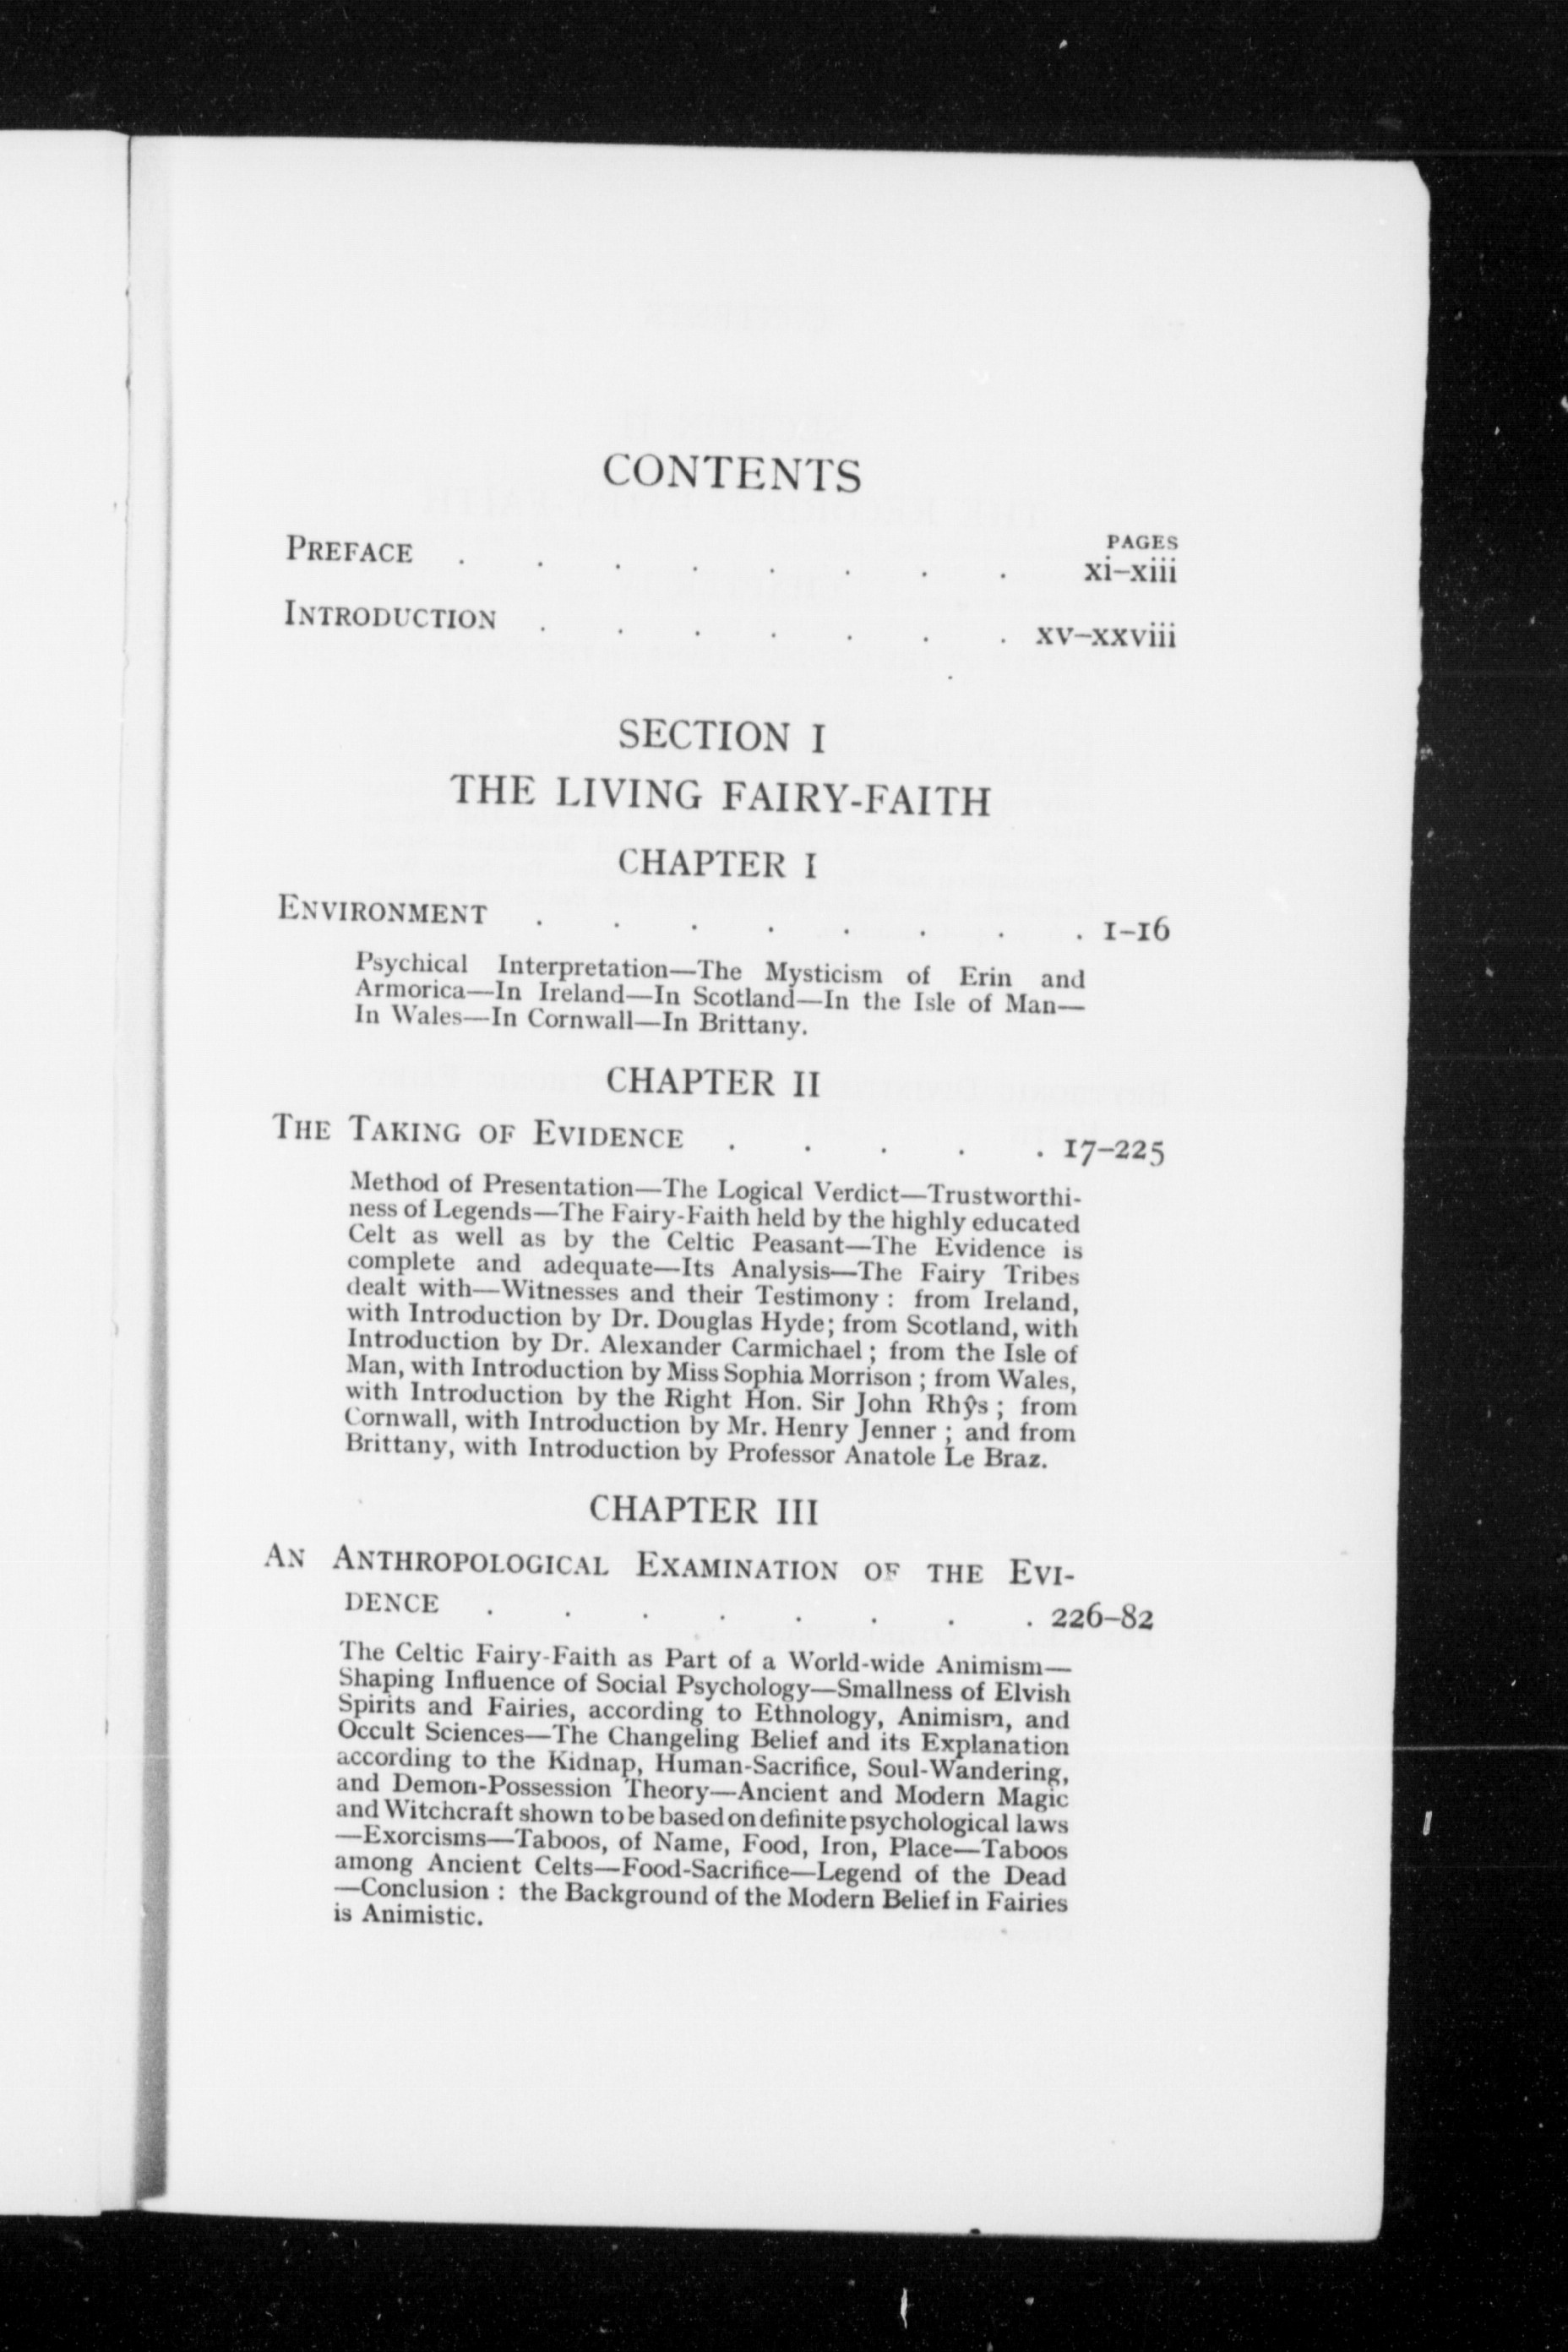 CONTENTS
PAGES
PREFACE . . . . . . . . xi–xiii
INTRODUCTION . . . . . . . xv–xxviii
SECTION I
THE LIVING FAIRY-FAITH
CHAPTER I
ENVIRONMENT . . . . . . . . 1–16
Psychical Interpretation—The Mysticism of Erin and
Armorica—In Ireland—In Scotland—In the Isle of Man—
In Wales—In Cornwall—In Brittany.
CHAPTER II
THE TAKING OF EVIDENCE . . . . . 17–225
Method of Presentation—The Logical Verdict—Trustworthi-
ness of Legends—The Fairy-Faith held by the highly educated
Celt as well as by the Celtic Peasant—The Evidence is
complete and adequate—Its Analysis—The Fairy Tribes
dealt with—Witnesses and their Testimony : from Ireland,
with Introduction by Dr. Douglas Hyde; from Scotland, with
Introduction by Dr. Alexander Carmichael ; from the Isle of
Man, with Introduction by Miss Sophia Morrison ; from Wales,
with Introduction by the Right Hon. Sir John Rhŷs ; from
Cornwall, with Introduction by Mr. Henry Jenner ; and from
Brittany, with Introduction by Professor Anatole Le Braz.
CHAPTER III
AN ANTHROPOLOGICAL EXAMINATION OF THE EVI-
DENCE . . . . . . . . 226–82
The Celtic Fairy-Faith as Part of a World-wide Animism—
Shaping Influence of Social Psychology—Smallness of Elvish
Spirits and Fairies, according to Ethnology, Animism, and
Occult Sciences—The Changeling Belief and its Explanation
according to the Kidnap, Human-Sacrifice, Soul-Wandering,
and Demon-Possession Theory—Ancient and Modern Magic
and Witchcraft shown to be based on definite psychological laws
—Exorcisms—Taboos, of Name, Food, Iron, Place—Taboos
among Ancient Celts—Food-Sacrifice—Legend of the Dead
—Conclusion : the Background of the Modern Belief in Fairies
is Animistic.